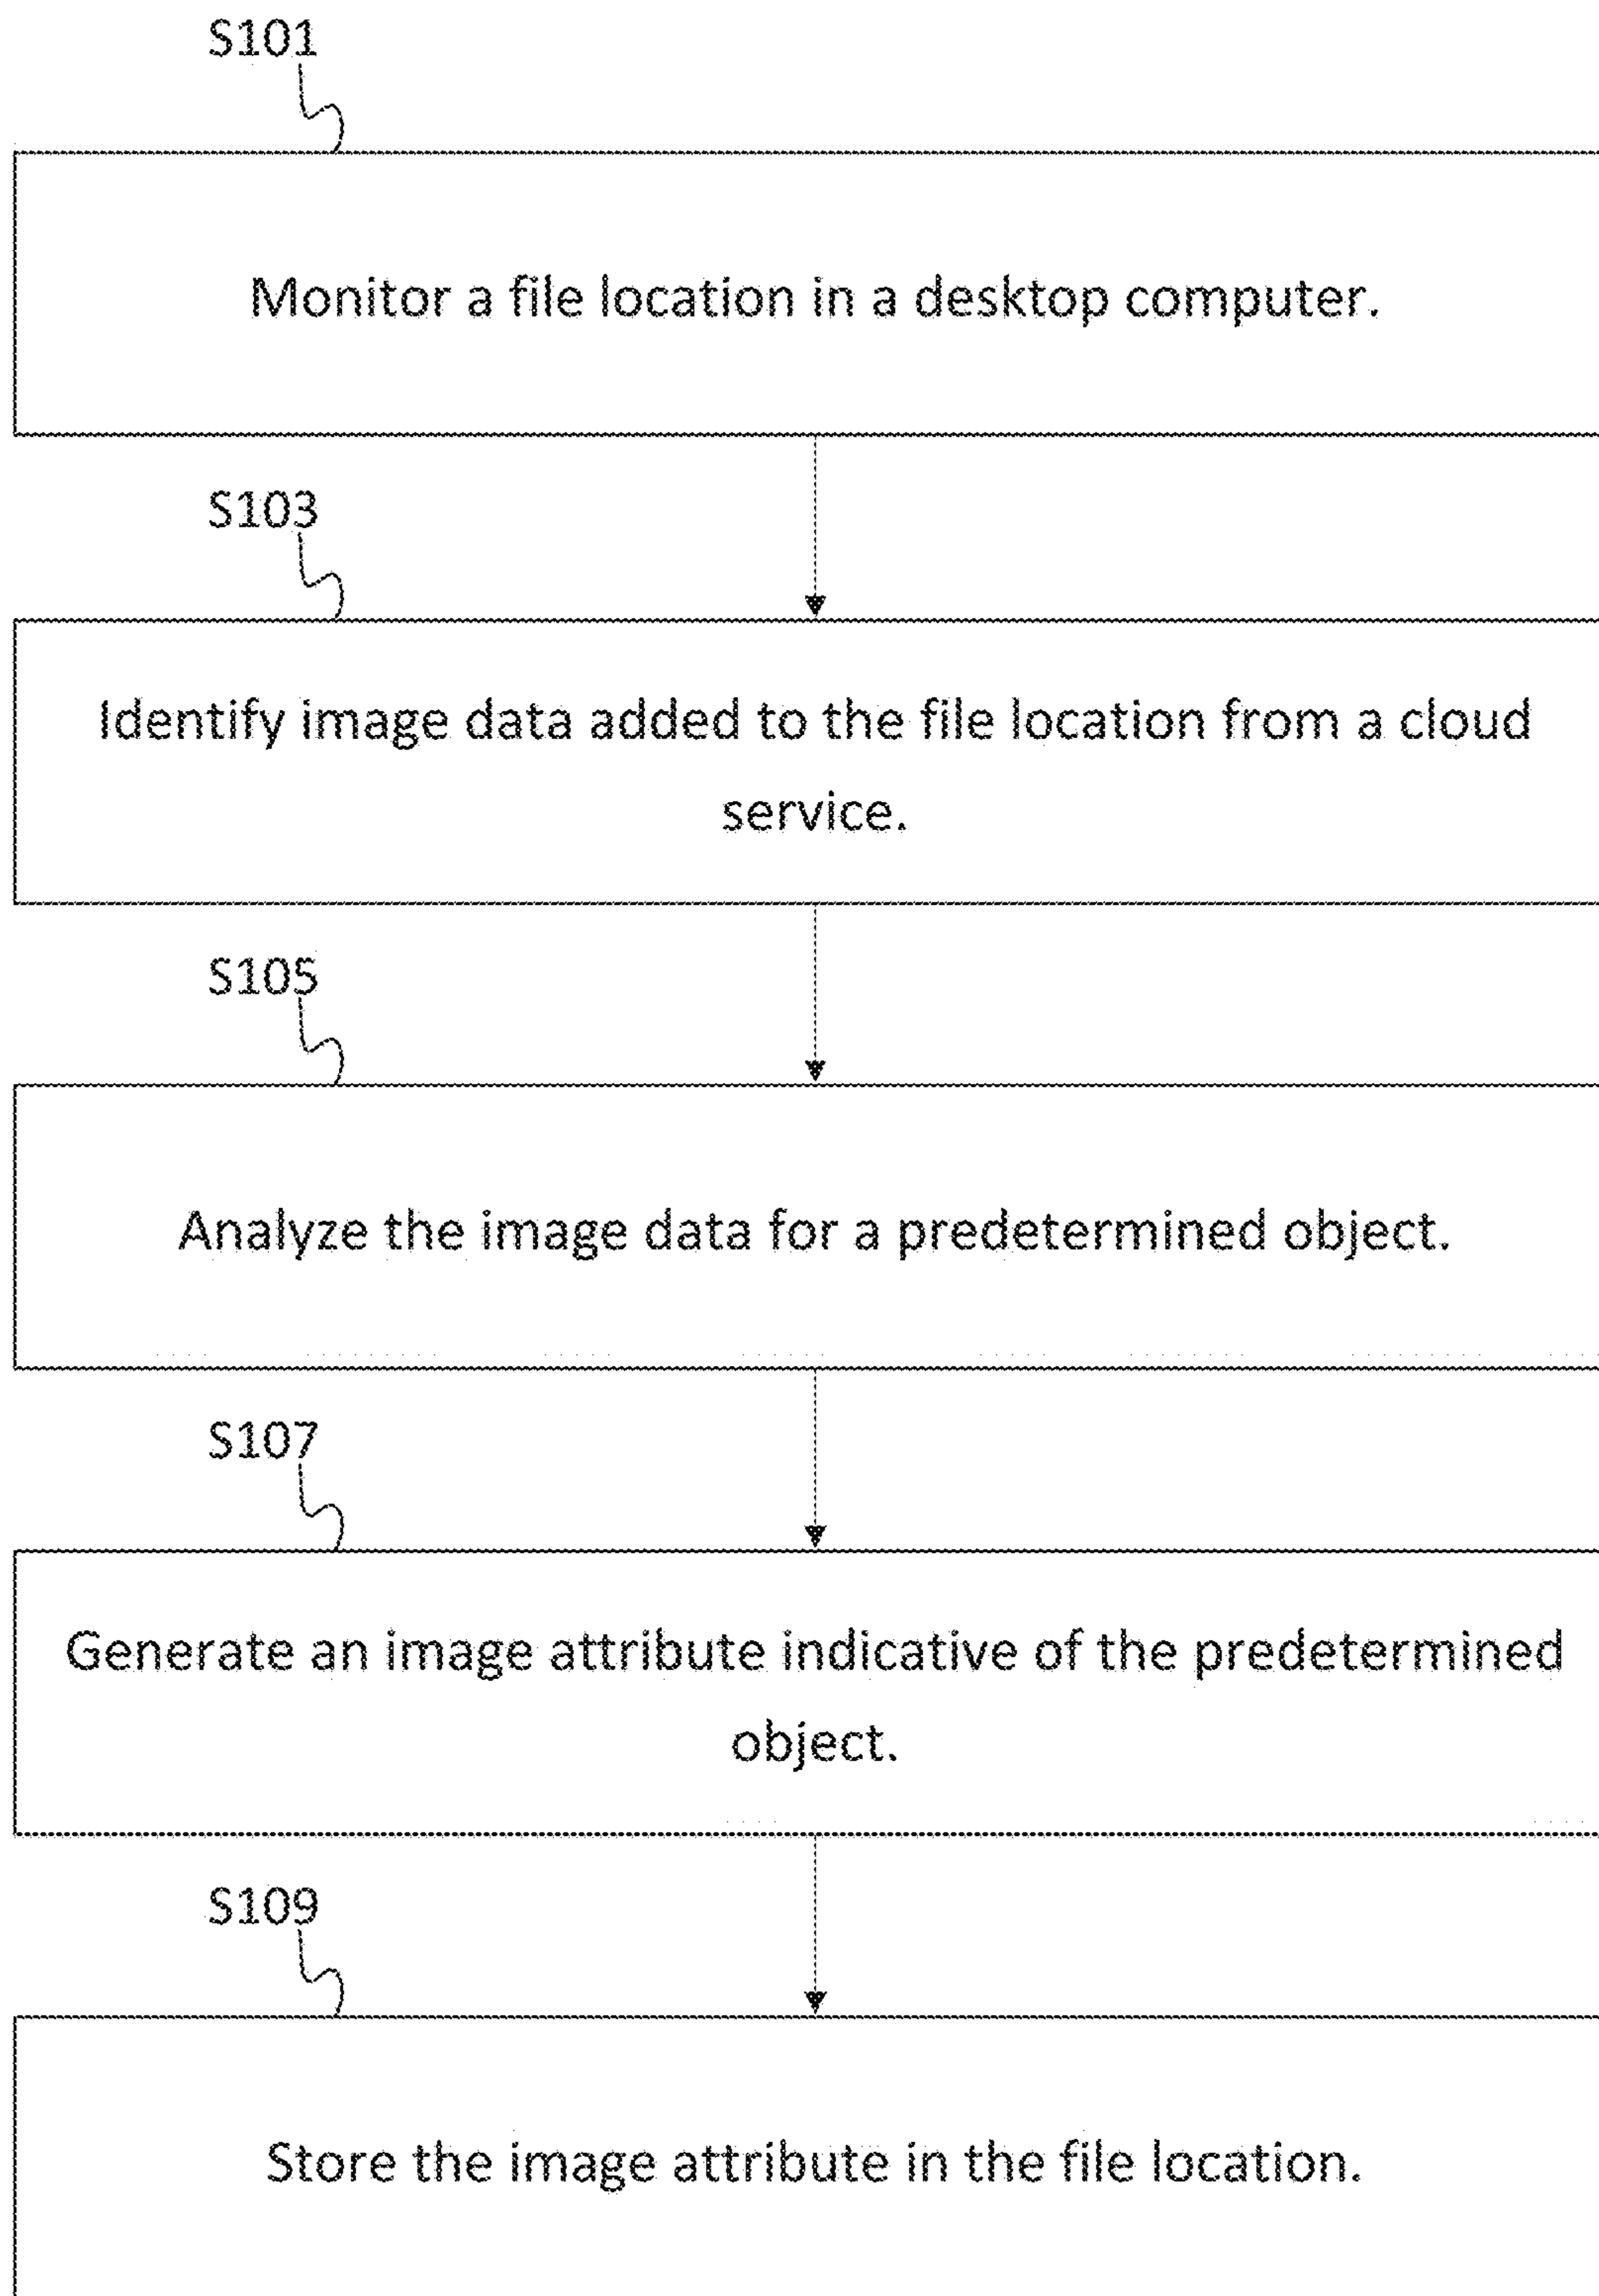 S101
Monitor a file location in a desktop computer.
S103
Identify image data added to the file location from a cloud
service.
S105
Analyze the image data for a predetermined object.
S107
Generate an image attribute indicative of the predetermined
object.
S109
Store the image attribute in the file location.